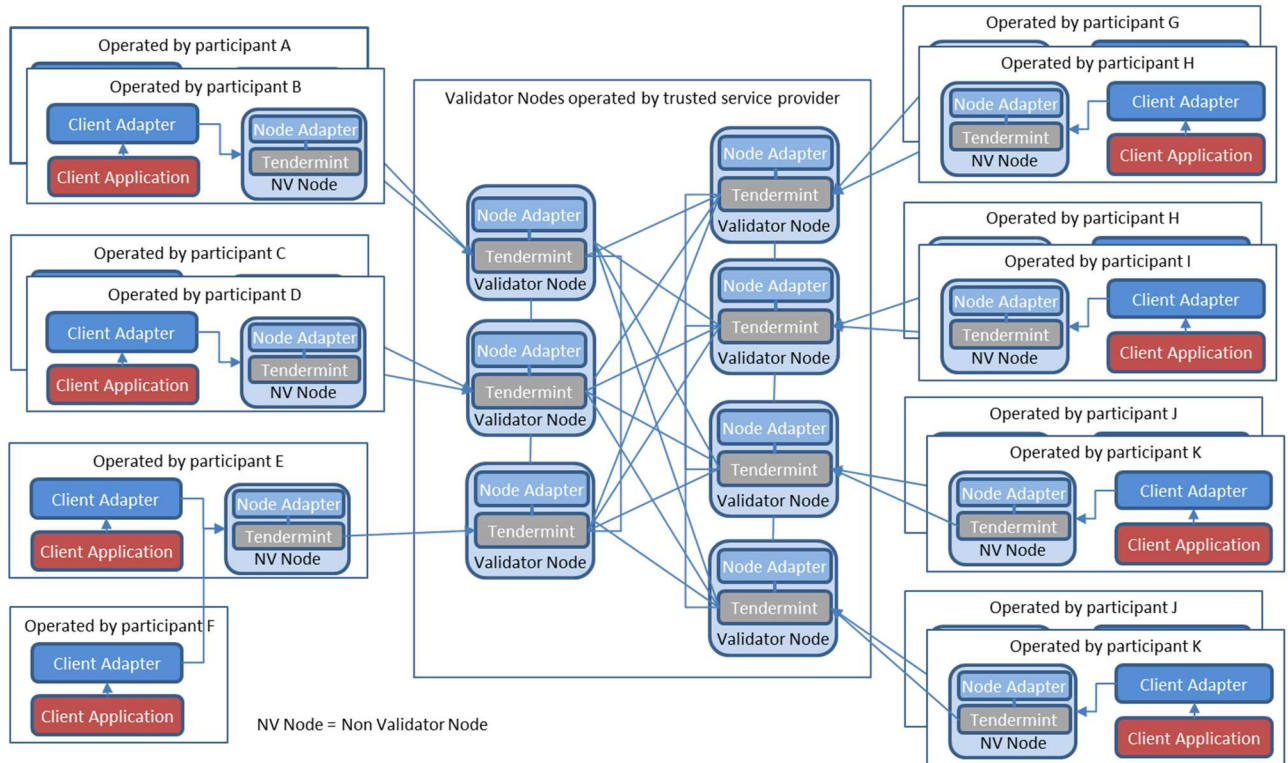 Operated by participant A
Operated by participant B
Client Adapter
Client Application
Node Adapter
Tendermint
NV Node
Operated by participant C
Operated by participant D
Client Adapter
Client Application
Node Adapter
Tendermint
NV Node
Operated by participant E
Client Adapter
Client Application
Node Adapter
Tendermint
NV Node
Operated by participant F
Client Adapter
Client Application
NV Node = Non Validator Node
Validator Nodes operated by trusted service provider
Node Adapter
Tendermint
Validator Node
Node Adapter
Tendermint
Validator Node
Node Adapter
Tendermint
Validator Node
Node Adapter
Tendermint
Validator Node
Node Adapter
Tendermint
Validator Node
Node Adapter
Tendermint
Validator Node
Node Adapter
Tendermint
Validator Node
Operated by participant G
Operated by participant H
Node Adapter
Tendermint
NV Node
Client Adapter
Client Application
Operated by participant H
Operated by participant I
Node Adapter
Tendermint
NV Node
Client Adapter
Client Application
Operated by participant J
Operated by participant K
Node Adapter
Tendermint
NV Node
Client Adapter
Client Application
Operated by participant J
Operated by participant K
Node Adapter
Tendermint
NV Node
Client Adapter
Client Application